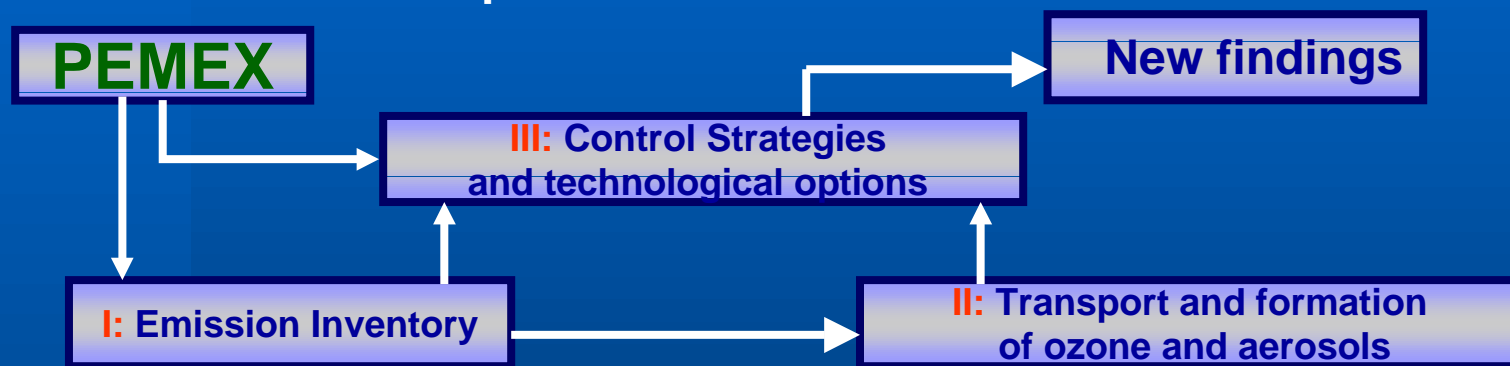 PEMEX
New findings
III: Control Strategies
and technological options
I: Emission Inventory
II: Transport and formation
of ozone and aerosols